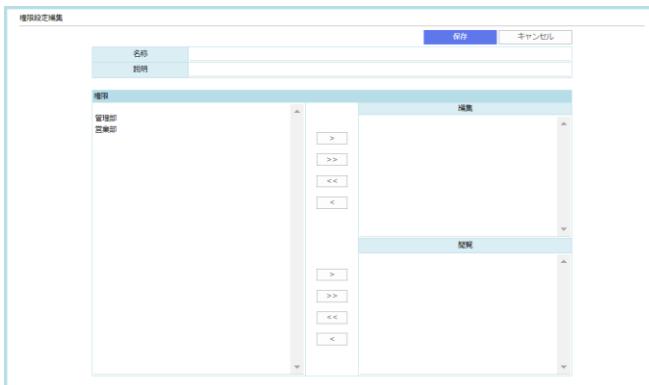 権限設定編集
保存
キャンセル
名称
説明
権限
管理部
営業部
>
>>
<<
<
編集
閲覧
>
>>
<<
<